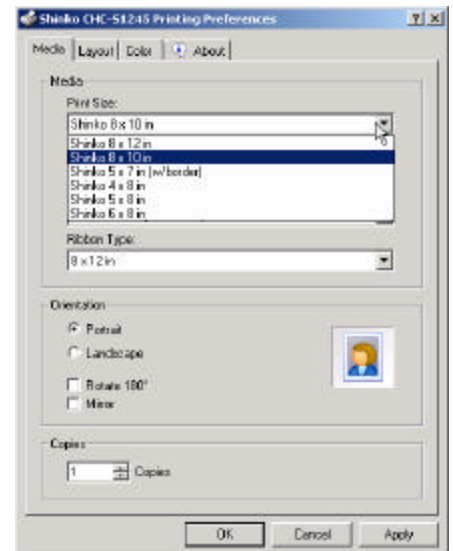 Shinko CHC-S1245 Printing Preferences
Media Layout Color About
Media
Print Size:
Shinko 8 x 10 in
Shinko 8 x 12 in
Shinko 8 x 10 in
Shinko 5 x 7 in (w/border)
Shinko 4 x 8 in
Shinko 5 x 8 in
Shinko 6 x 8 in
Ribbon Type:
8 x 12 in
Orientation
Portrait
Landscape
Rotate 180°
Mirror
Copies
1 Copies
OK Cancel Apply